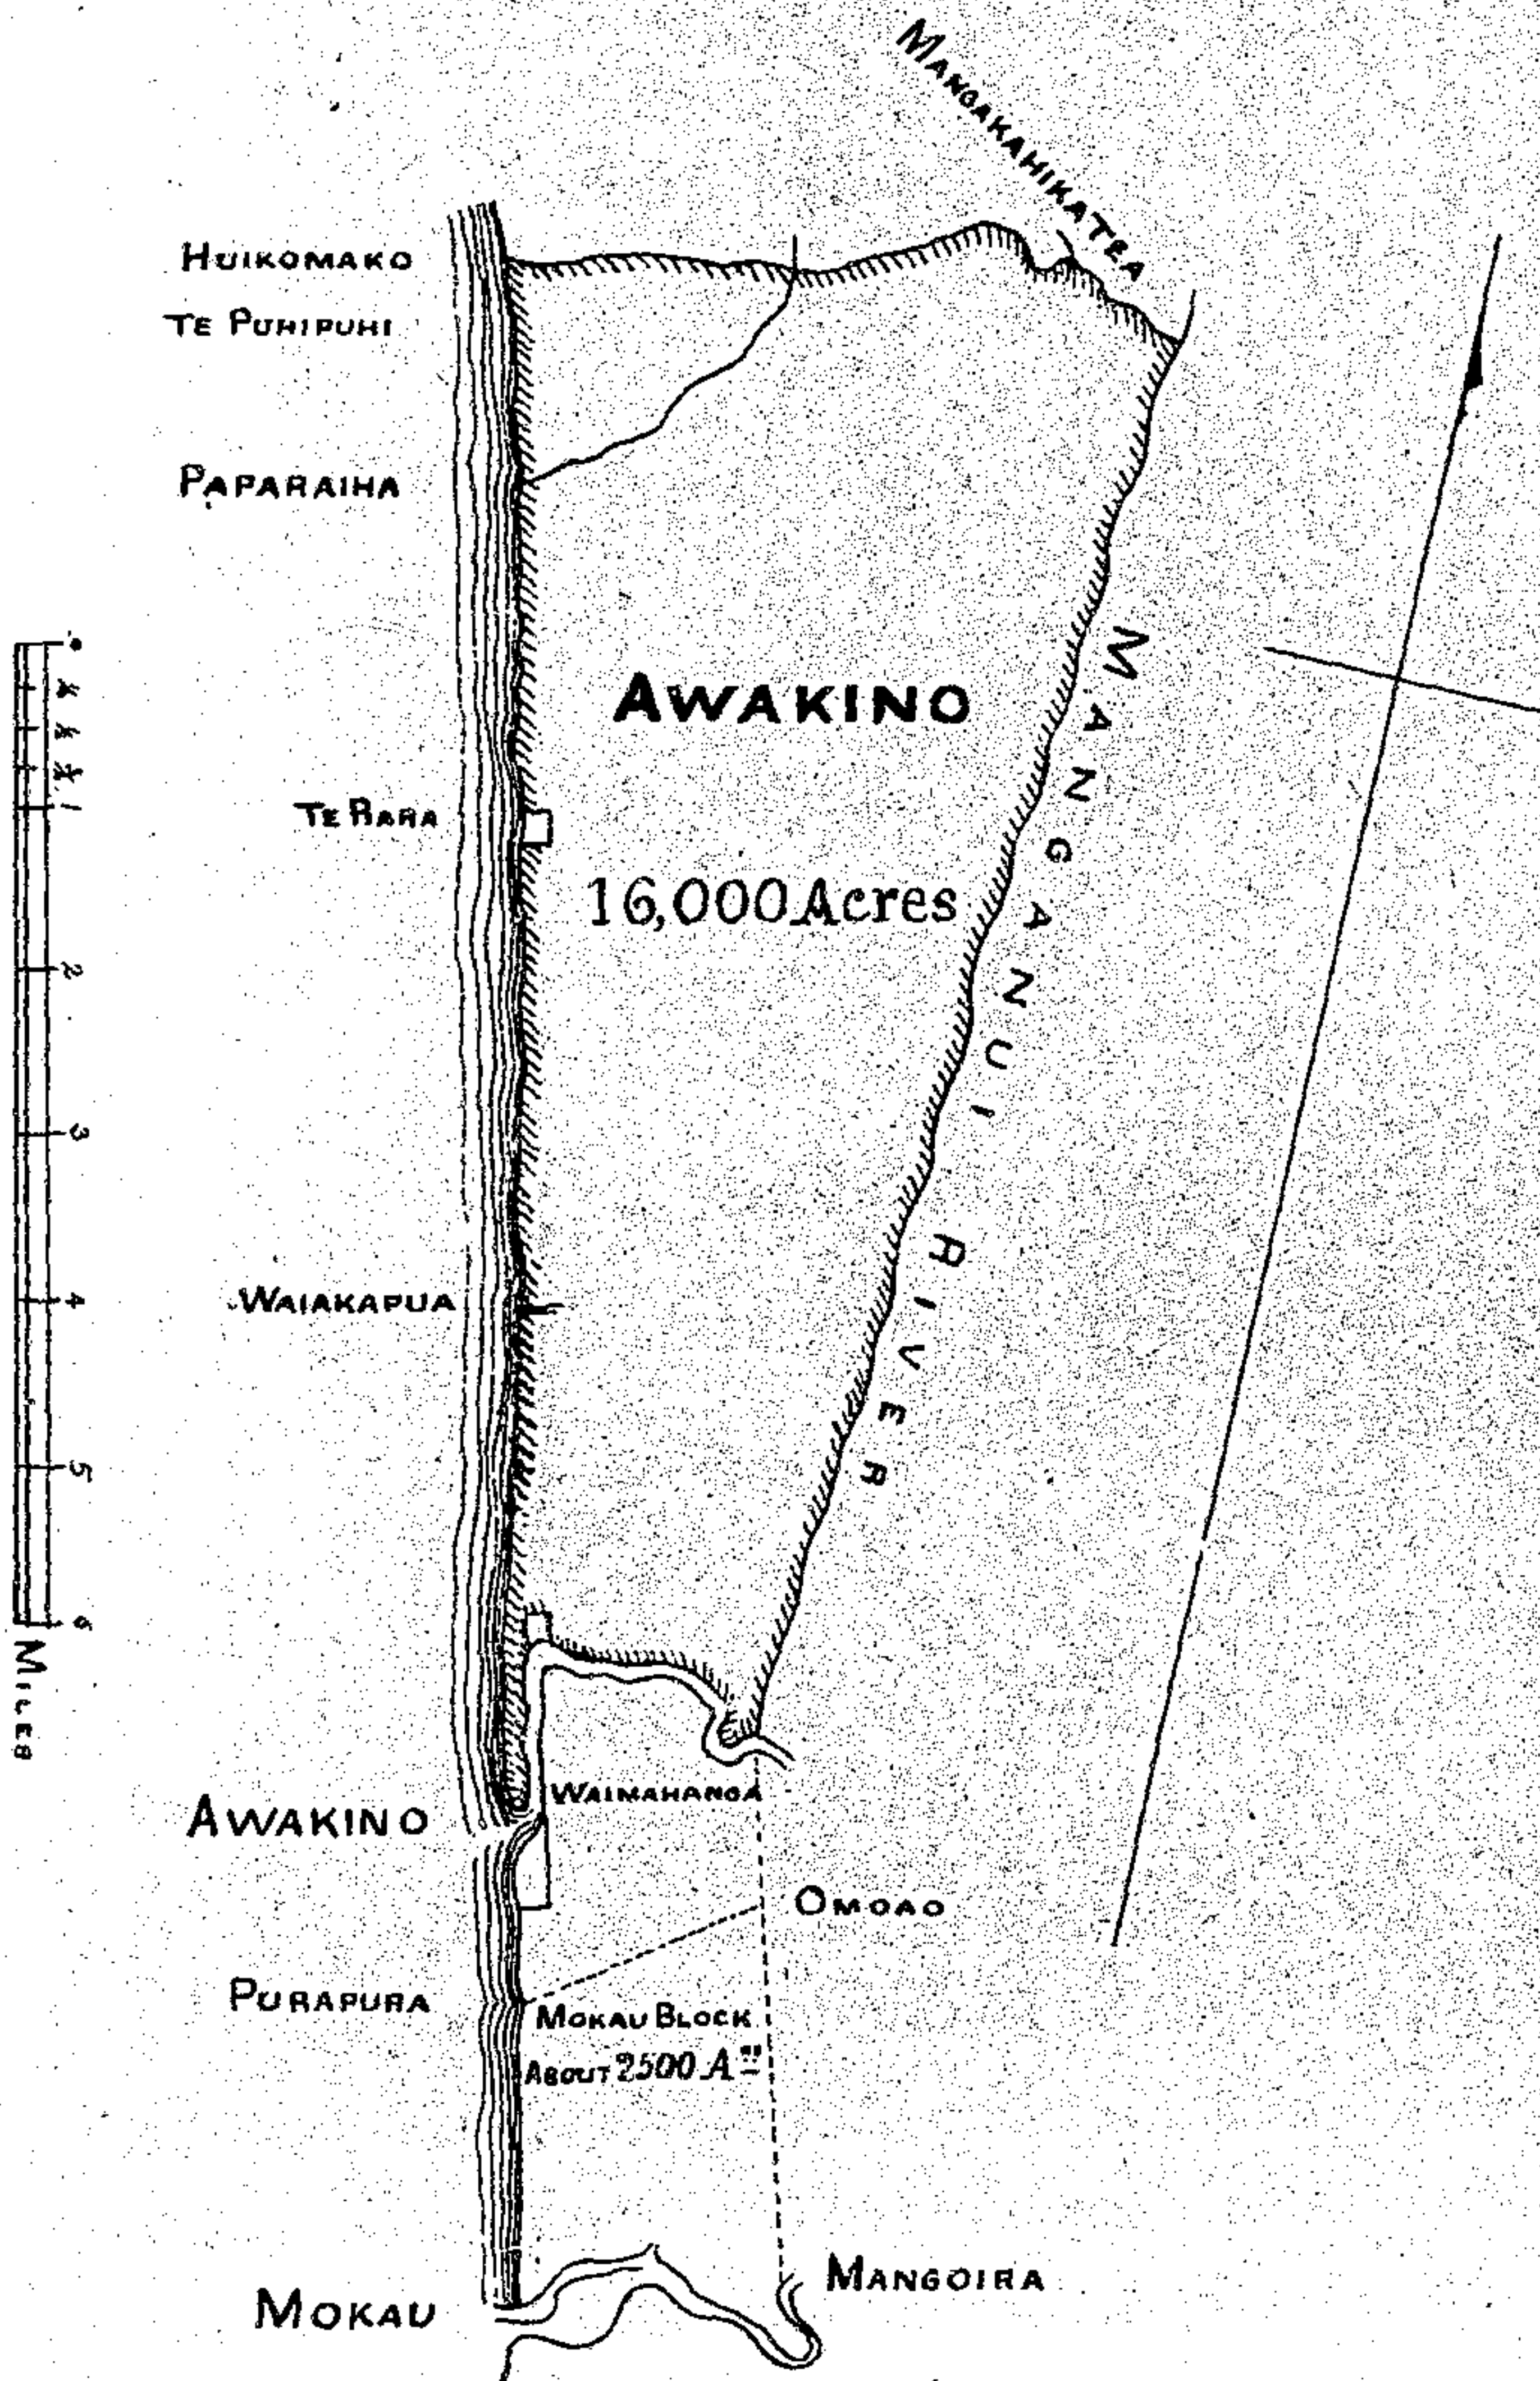 MANGAKAHIKATEA
HUIKOMAKO
TE PUHIPUHI
PAPARAIHA
AWAKINO
TE RARA
16,000 Acres
MANGANUI RIVER
WAIAKAPUA
1
2
3
4
5
6
MILES
WAIMAHANGA
AWAKINO
OMOAO
PURAPURA
MOKAU BLOCK
ABOUT 2500 A
MANGOIRA
MOKAU